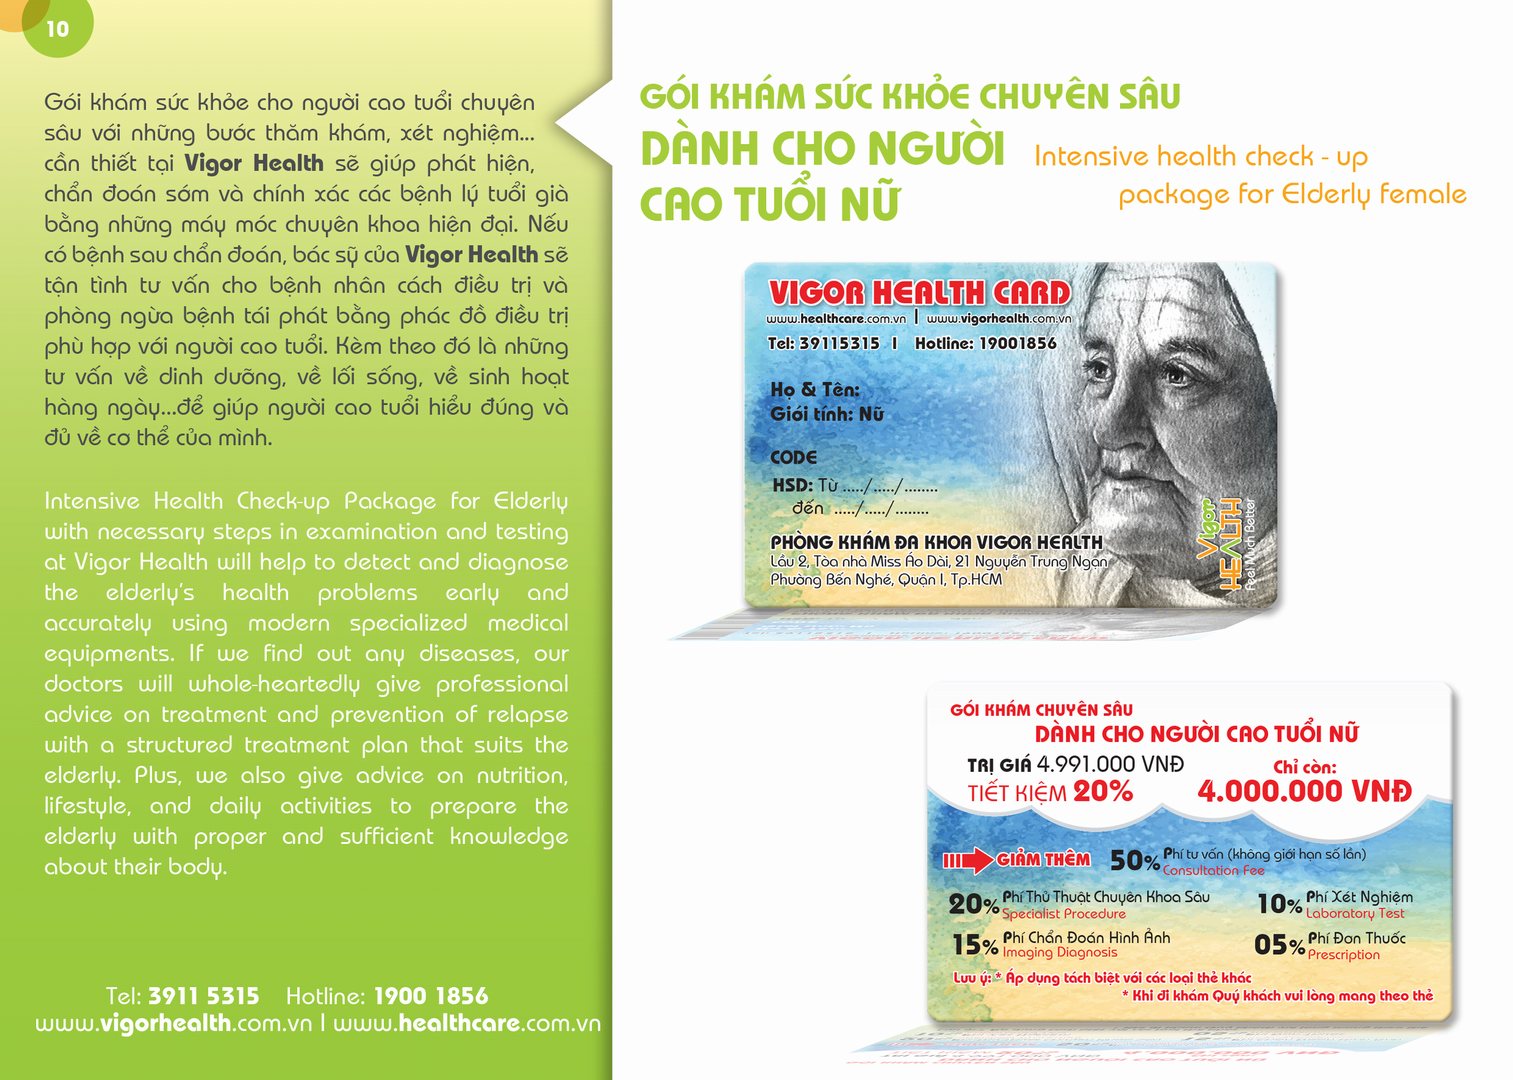 10
Gói khám sức khỏe cho người cao tuổi chuyên
sâu với những bước thăm khám, xét nghiệm...
cần thiết tại Vigor Health sẽ giúp phát hiện,
chẩn đoán sớm và chính xác các bệnh lý tuổi già
bằng những máy móc chuyên khoa hiện đại. Nếu
có bệnh sau chẩn đoán, bác sỹ của Vigor Health sẽ
tận tình tư vấn cho bệnh nhân cách điều trị và
phòng ngừa bệnh tái phát bằng phác đồ điều trị
phù hợp với người cao tuổi. Kèm theo đó là những
tư vấn về dinh dưỡng, về lối sống, về sinh hoạt
hàng ngày...để giúp người cao tuổi hiểu đúng và
đủ về cơ thể của mình.
Intensive Health Check-up Package for Elderly
with necessary steps in examination and testing
at Vigor Health will help to detect and diagnose
the elderly's health problems early and
accurately using modern specialized medical
equipments. If we find out any diseases, our
doctors will whole-heartedly give professional
advice on treatment and prevention of relapse
with a structured treatment plan that suits the
elderly. Plus, we also give advice on nutrition,
lifestyle, and daily activities to prepare the
elderly with proper and sufficient knowledge
about their body.
Tel: 3911 5315 Hotline: 1900 1856
www.vigorhealth.com.vn | www.healthcare.com.vn
GÓI KHÁM SỨC KHỎE CHUYÊN SÂU
DÀNH CHO NGƯỜI
CAO TUỔI NỮ
Intensive health check - up
package for Elderly female
VIGOR HEALTH CARD
www.healthcare.com.vn | www.vigorhealth.com.vn
Tel: 39115315 | Hotline: 19001856
Họ & Tên:
Giới tính: Nữ
CODE
HSD: Từ ...../...../........
đến ...../...../........
PHÒNG KHÁM ĐA KHOA VIGOR HEALTH
Lầu 2, Tòa nhà Miss Áo Dài, 21 Nguyễn Trung Ngạn
Phường Bến Nghé, Quận 1, Tp.HCM
Vigor
HEALTH
Feel Much Better
GÓI KHÁM CHUYÊN SÂU
DÀNH CHO NGƯỜI CAO TUỔI NỮ
TRỊ GIÁ 4.991.000 VNĐ
TIẾT KIỆM 20%
Chỉ còn:
4.000.000 VNĐ
GIẢM THÊM
50% Phí tư vấn (không giới hạn số lần)
Consultation Fee
20% Phí Thủ Thuật Chuyên Khoa Sâu
Specialist Procedure
10% Phí Xét Nghiệm
Laboratory Test
15% Phí Chẩn Đoán Hình Ảnh
Imaging Diagnosis
05% Phí Đơn Thuốc
Prescription
Lưu ý: * Áp dụng tách biệt với các loại thẻ khác
* Khi đi khám Quý khách vui lòng mang theo thẻ